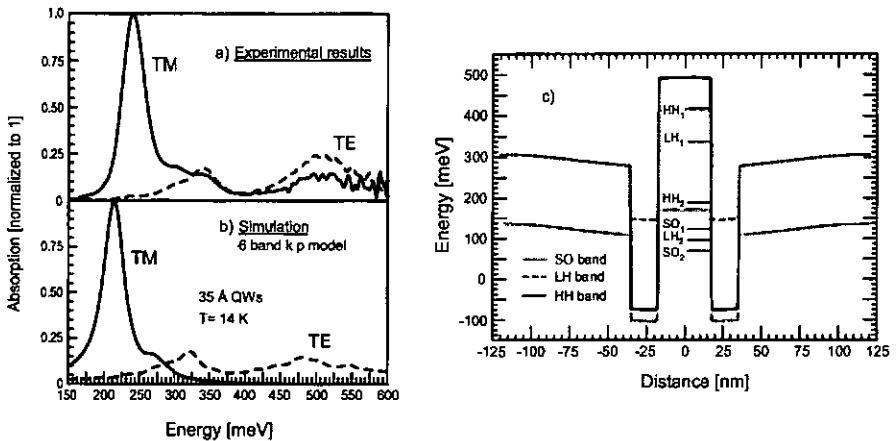 1.0
a) Experimental results
TM
0.75
0.50
TE
0.25
0
b) Simulation
6 band k p model
TM
0.75
35 Å QWs
T= 14 K
0.50
TE
0.25
0
150 200 250 300 350 400 450 500 550 600
Energy [meV]
Absorption [normalized to 1]
c)
500
HH1
400
LH1
300
HH2
200
SO1
100
LH2
SO2
0
-100
SO band
LH band
HH band
-125 -100 -75 -50 -25 0 25 50 75 100 125
Distance [nm]
Energy [meV]